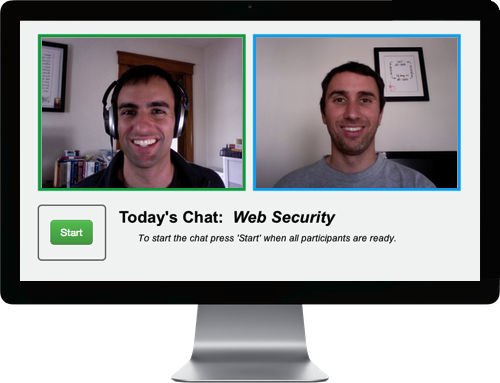 Start
Today's Chat: Web Security
To start the chat press 'Start' when all participants are ready.